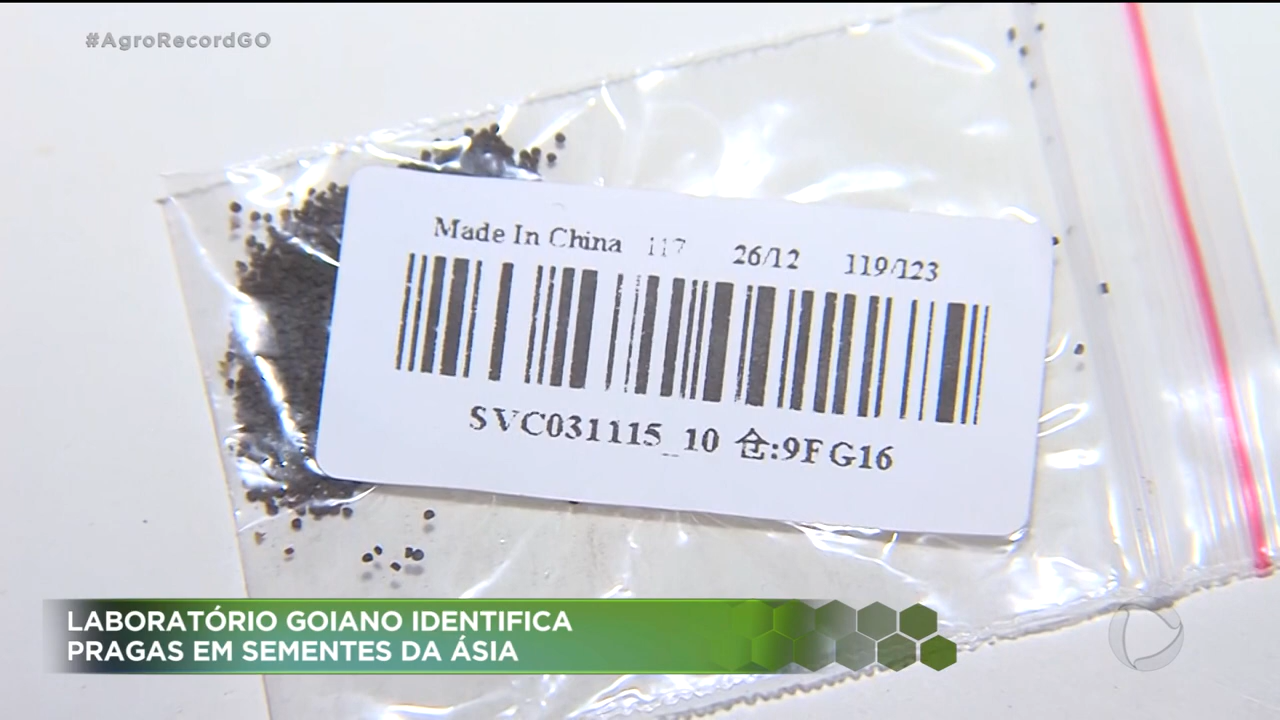 #AgroRecordGO
Made In China 117 26/12 119/123
SVC031115_10 仓:9FG16
LABORATÓRIO GOIANO IDENTIFICA
PRAGAS EM SEMENTES DA ÁSIA